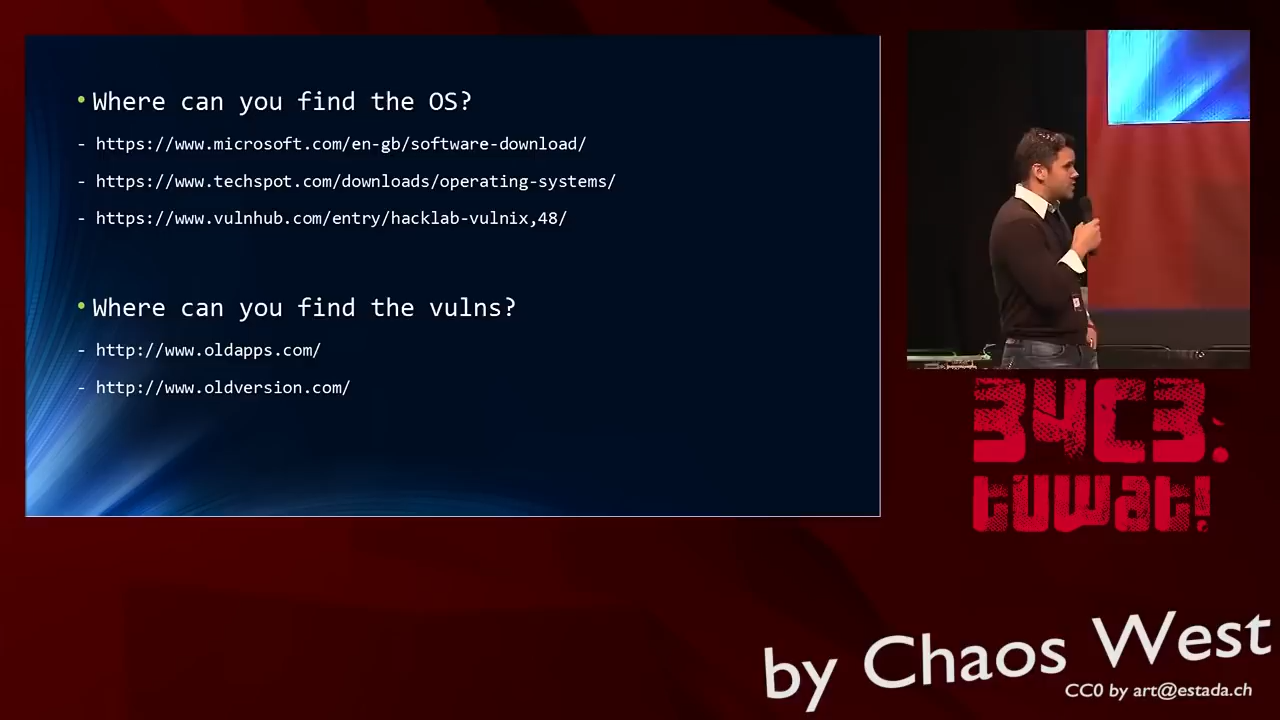 • Where can you find the OS?
- https://www.microsoft.com/en-gb/software-download/
- https://www.techspot.com/downloads/operating-systems/
- https://www.vulnhub.com/entry/hacklab-vulnix,48/
• Where can you find the vulns?
- http://www.oldapps.com/
- http://www.oldversion.com/
34C3:
tuwat!
by Chaos West
CC0 by art@estada.ch